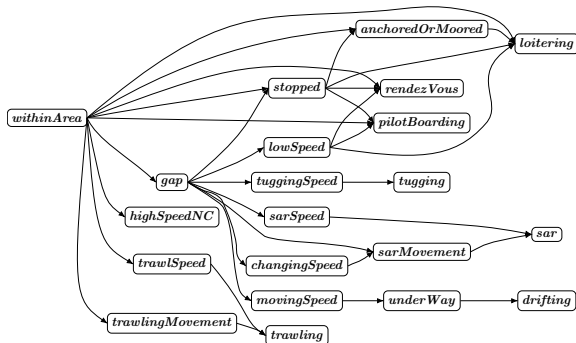 anchoredOrMoored
loitering
stopped
rendezVous
withinArea
pilotBoarding
lowSpeed
gap
tuggingSpeed
tugging
highSpeedNC
sarSpeed
sar
sarMovement
trawlSpeed
changingSpeed
movingSpeed
underWay
drifting
trawlingMovement
trawling